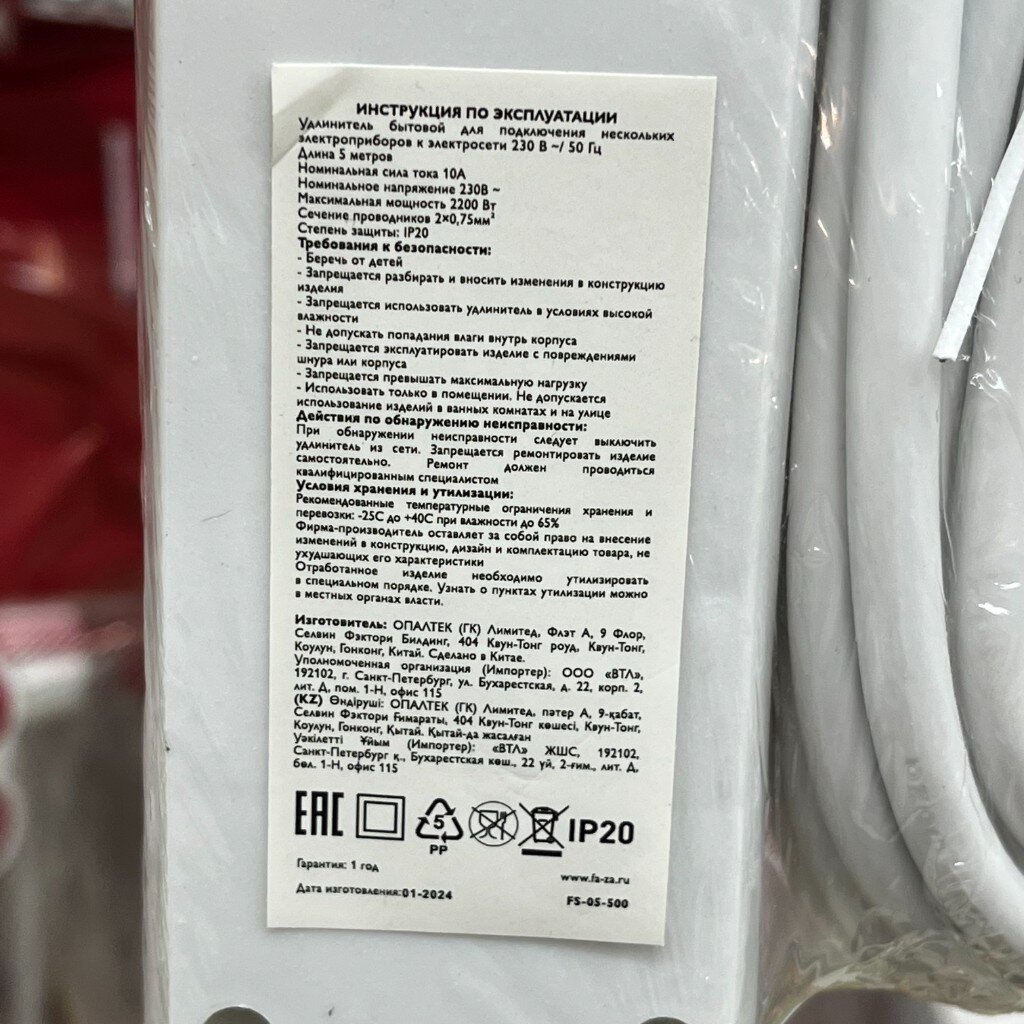 ИНСТРУКЦИЯ ПО ЭКСПЛУАТАЦИИ
Удлинитель бытовой для подключения нескольких
электроприборов к электросети 230 В ~/ 50 Гц
Длина 5 метров
Номинальная сила тока 10А
Номинальное напряжение 230В ~
Максимальная мощность 2200 Вт
Сечение проводников 2×0,75мм²
Степень защиты: IP20
Требования к безопасности:
- Беречь от детей
- Запрещается разбирать и вносить изменения в конструкцию
изделия
- Запрещается использовать удлинитель в условиях высокой
влажности
- Не допускать попадания влаги внутрь корпуса
- Запрещается эксплуатировать изделие с повреждениями
шнура или корпуса
- Запрещается превышать максимальную нагрузку
- Использовать только в помещении. Не допускается
использование изделий в ванных комнатах и на улице
Действия по обнаружению неисправности:
При обнаружении неисправности следует выключить
удлинитель из сети. Запрещается ремонтировать изделие
самостоятельно. Ремонт должен проводиться
квалифицированным специалистом
Условия хранения и утилизации:
Рекомендованные температурные ограничения хранения и
перевозки: -25С до +40С при влажности до 65%
Фирма-производитель оставляет за собой право на внесение
изменений в конструкцию, дизайн и комплектацию товара, не
ухудшающих его характеристики
Отработанное изделие необходимо утилизировать
в специальном порядке. Узнать о пунктах утилизации можно
в местных органах власти.
Изготовитель: ОПАЛТЕК (ГК) Лимитед, Флэт А, 9 Флор,
Селвин Фэктори Билдинг, 404 Квун-Тонг роуд, Квун-Тонг,
Коулун, Гонконг, Китай. Сделано в Китае.
Уполномоченная организация (Импортер): ООО «ВТЛ»,
192102, г. Санкт-Петербург, ул. Бухарестская, д. 22, корп. 2,
лит. Д, пом. 1-Н, офис 115
(KZ) Өндіруші: ОПАЛТЕК (ГК) Лимитед, пәтер А, 9-қабат,
Селвин Фэктори Ғимараты, 404 Квун-Тонг көшесі, Квун-Тонг,
Коулун, Гонконг, Қытай. Қытай-да жасалған
Уәкілетті Ұйым (Импортер): «ВТЛ» ЖШС, 192102,
Санкт-Петербург қ., Бухарестская көш., 22 үй, 2-ғим., лит. Д,
бөл. 1-Н, офис 115
EAC 5 PP IP20
Гарантия: 1 год
www.fa-za.ru
Дата изготовления:01-2024
FS-05-500